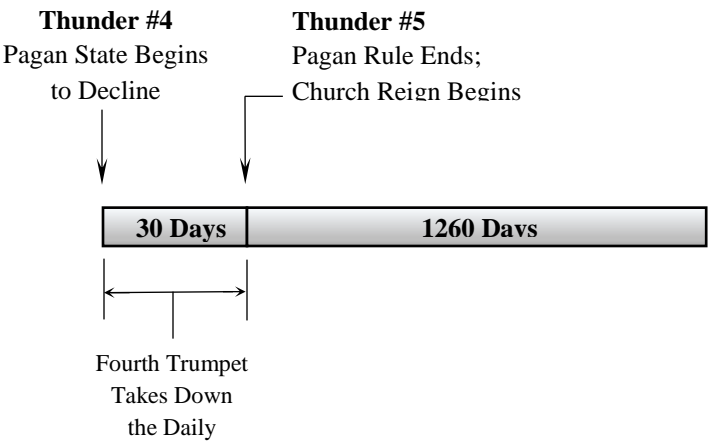 Thunder #4
Pagan State Begins
to Decline
Thunder #5
Pagan Rule Ends;
Church Reign Begins
30 Days
1260 Days
Fourth Trumpet
Takes Down
the Daily